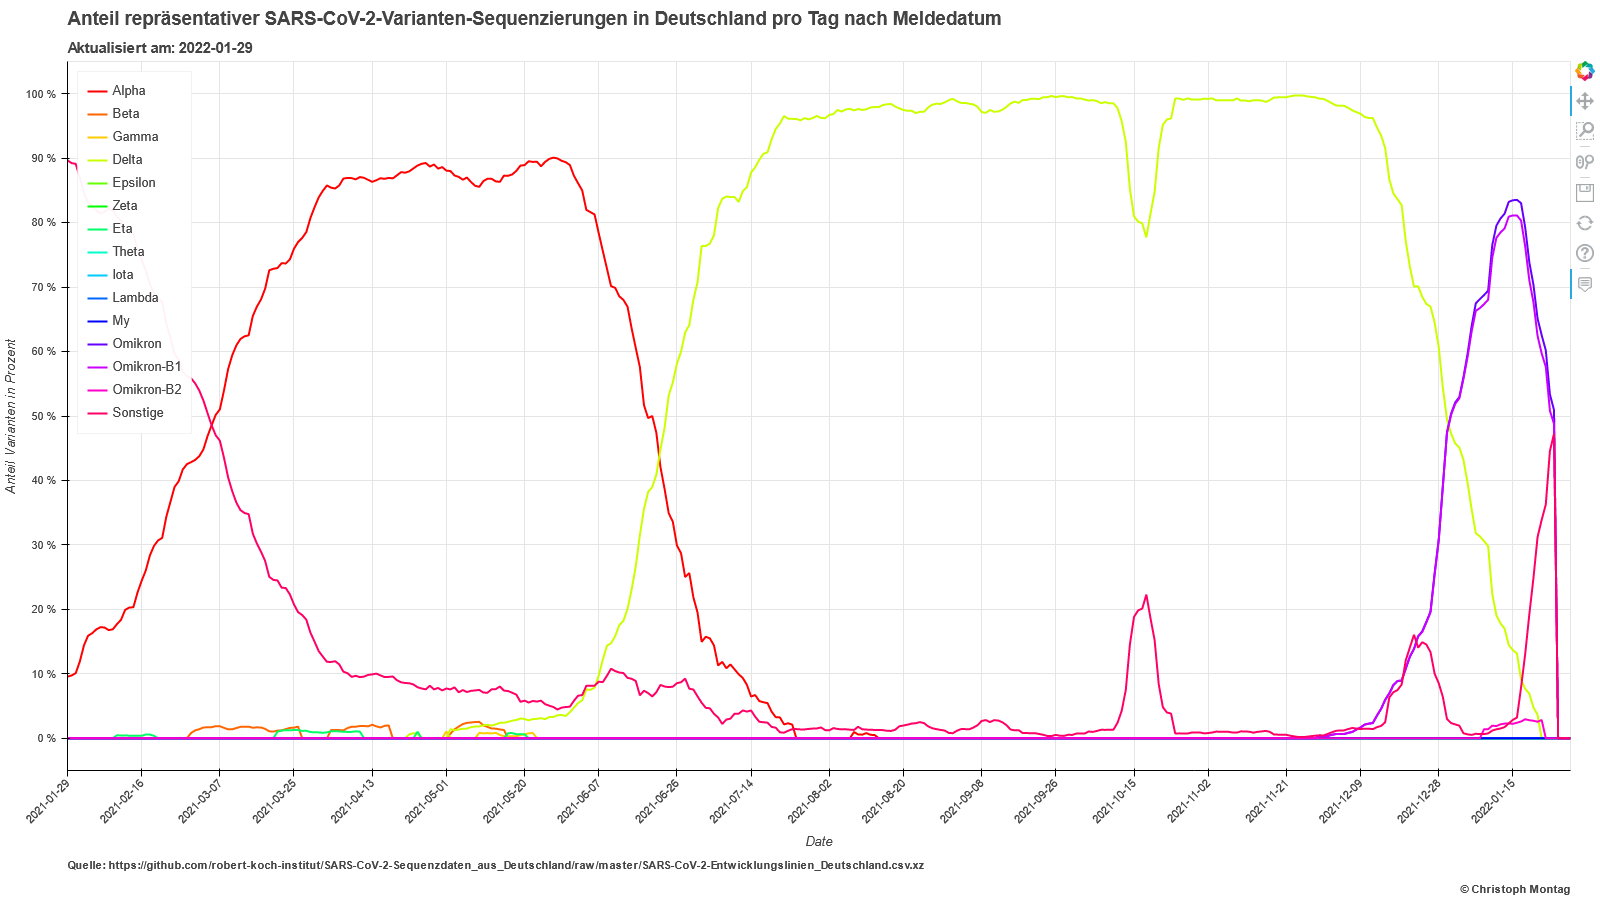 Anteil repräsentativer SARS-CoV-2-Varianten-Sequenzierungen in Deutschland pro Tag nach Meldedatum
Aktualisiert am: 2022-01-29
Alpha
Beta
Gamma
Delta
Epsilon
Zeta
Eta
Theta
Iota
Lambda
My
Omikron
Omikron-B1
Omikron-B2
Sonstige
100 %
90 %
80 %
70 %
60 %
50 %
40 %
30 %
20 %
10 %
0 %
Anteil Varianten in Prozent
2021-01-29
2021-02-16
2021-03-07
2021-03-25
2021-04-13
2021-05-01
2021-05-20
2021-06-07
2021-06-26
2021-07-14
2021-08-02
2021-08-20
2021-09-08
2021-09-26
2021-10-15
2021-11-02
2021-11-21
2021-12-09
2021-12-28
2022-01-15
Date
Quelle: https://github.com/robert-koch-institut/SARS-CoV-2-Sequenzdaten_aus_Deutschland/raw/master/SARS-CoV-2-Entwicklungslinien_Deutschland.csv.xz
© Christoph Montag